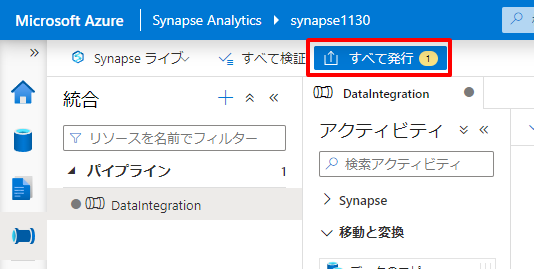 Microsoft Azure Synapse Analytics synapse1130
Synapse ライブ すべて検証 すべて発行 1
統合
DataIntegration
リソースを名前でフィルター
アクティビティ
パイプライン 1
検索アクティビティ
DataIntegration
Synapse
移動と変換